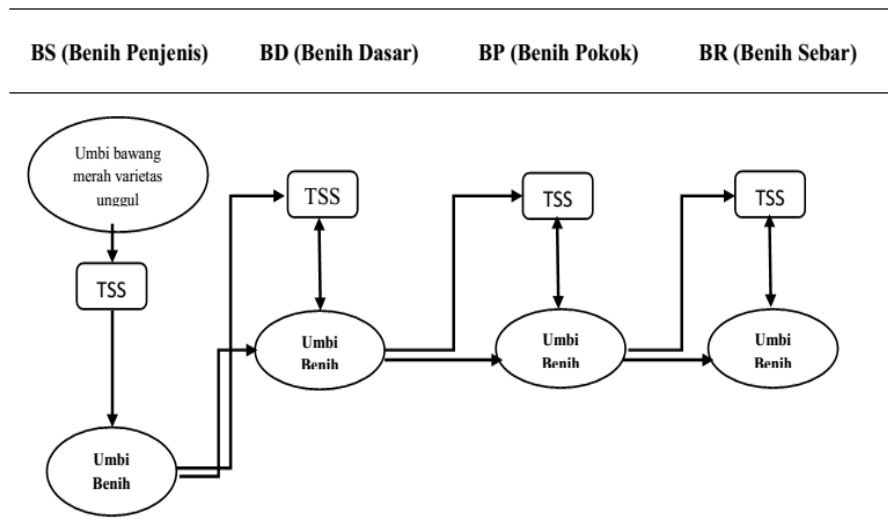 BS (Benih Penjenis) BD (Benih Dasar) BP (Benih Pokok) BR (Benih Sebar)
Umbi bawang
merah varietas
unggul
TSS
Umbi
Benih
TSS
Umbi
Benih
TSS
Umbi
Benih
TSS
Umbi
Benih